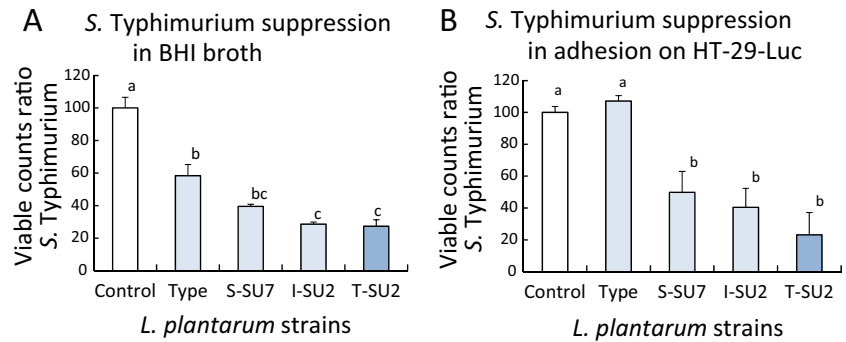 A
S. Typhimurium suppression
in BHI broth
Viable counts ratio
S. Typhimurium
120
100
80
60
40
20
0
a
b
bc
c
c
Control Type S-SU7 I-SU2 T-SU2
L. plantarum strains
B
S. Typhimurium suppression
in adhesion on HT-29-Luc
Viable counts ratio
S. Typhimurium
120
100
80
60
40
20
0
a
a
b
b
b
Control Type S-SU7 I-SU2 T-SU2
L. plantarum strains